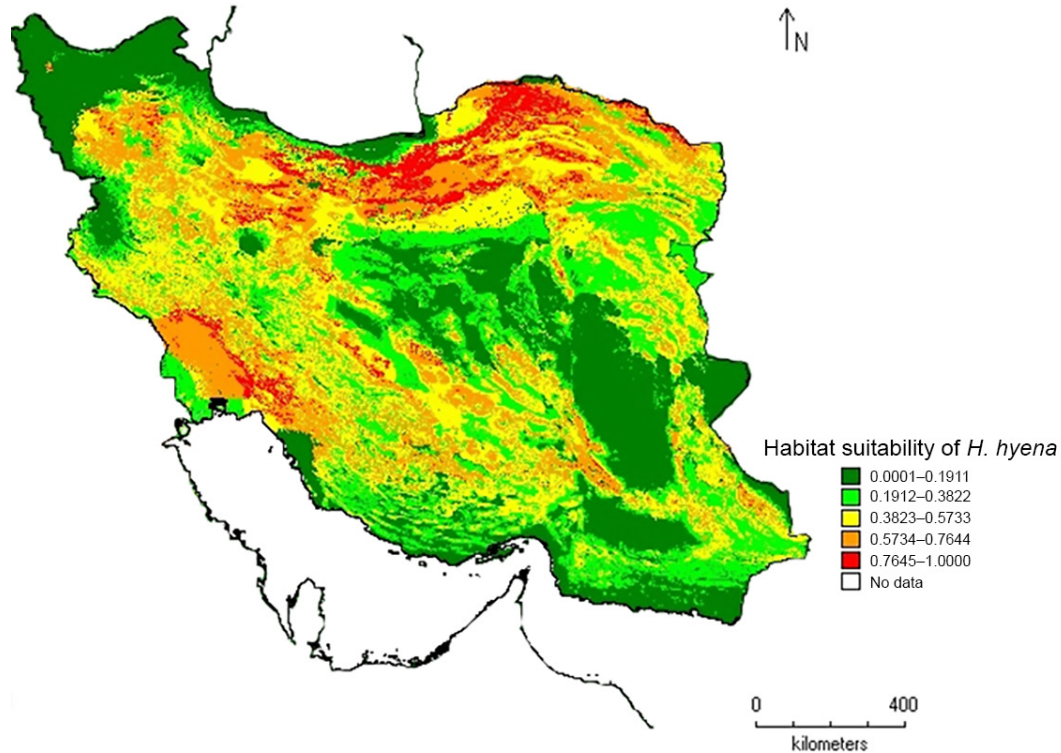 N
Habitat suitability of H. hyena
0.0001–0.1911
0.1912–0.3822
0.3823–0.5733
0.5734–0.7644
0.7645–1.0000
No data
0 400
kilometers